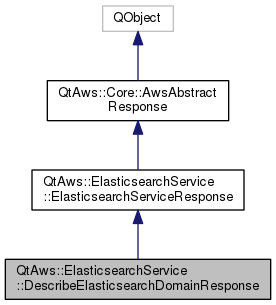 QObject
QtAws::Core::AwsAbstract
Response
QtAws::ElasticsearchService
::ElasticsearchServiceResponse
QtAws::ElasticsearchService
::DescribeElasticsearchDomainResponse